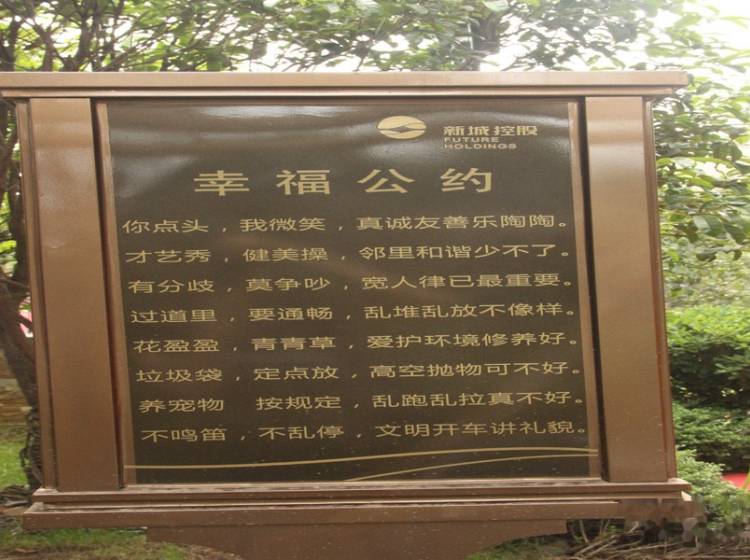 新城控股
FUTURE
HOLDINGS
幸福公约
你点头，我微笑，真诚友善乐陶陶。
才艺秀，健美操，邻里和谐少不了。
有分歧，莫争吵，宽人律已最重要。
过道里，要通畅，乱堆乱放不像样。
花盈盈，青青草，爱护环境修养好。
垃圾袋，定点放，高空抛物可不好。
养宠物 按规定，乱跑乱拉真不好。
不鸣笛，不乱停，文明开车讲礼貌。